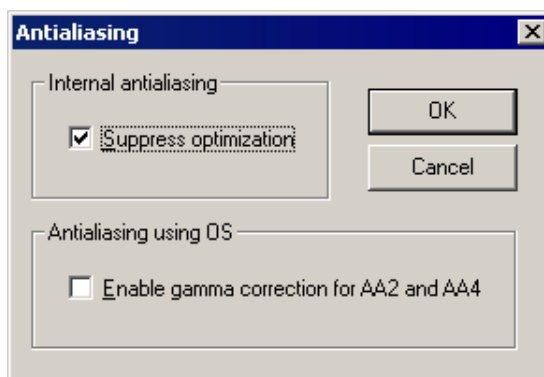 Antialiasing
Internal antialiasing
Suppress optimization
OK
Cancel
Antialiasing using OS
Enable gamma correction for AA2 and AA4